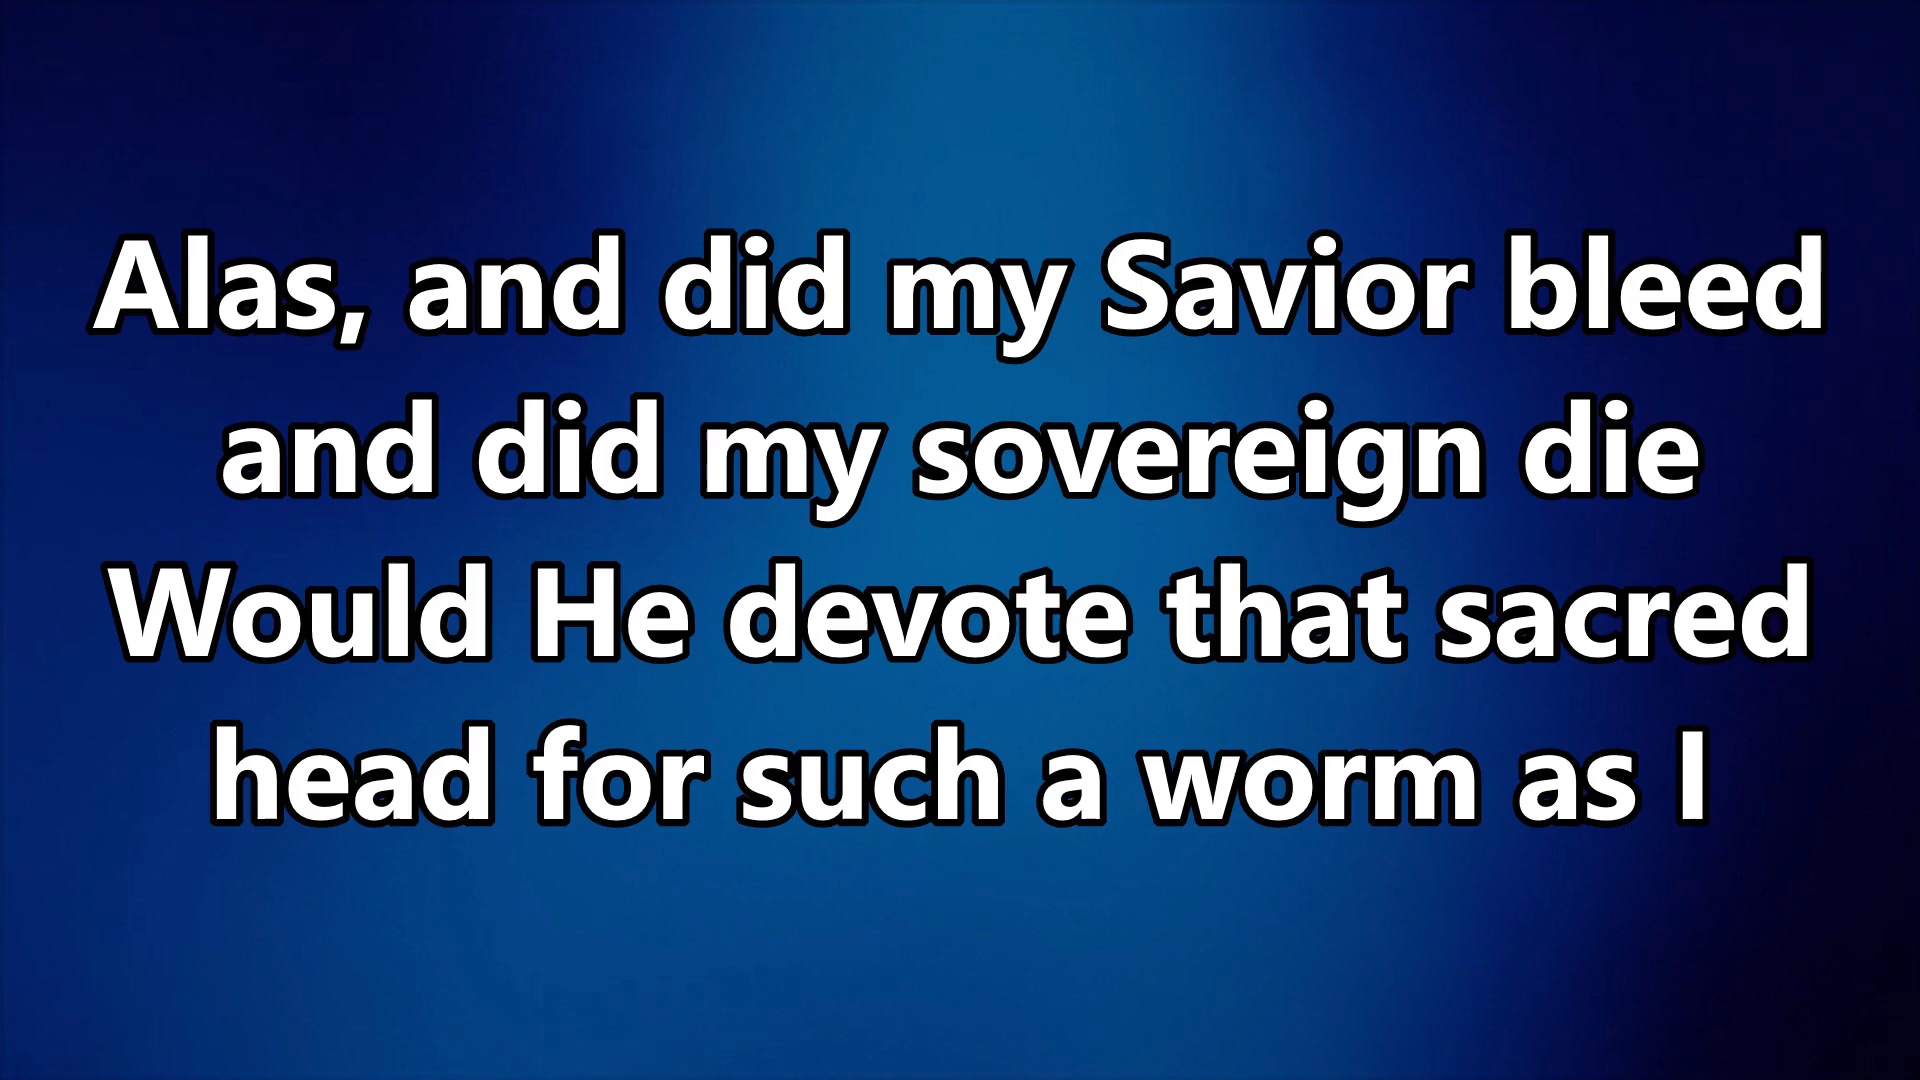 Alas, and did my Savior bleed
and did my sovereign die
Would He devote that sacred
head for such a worm as I